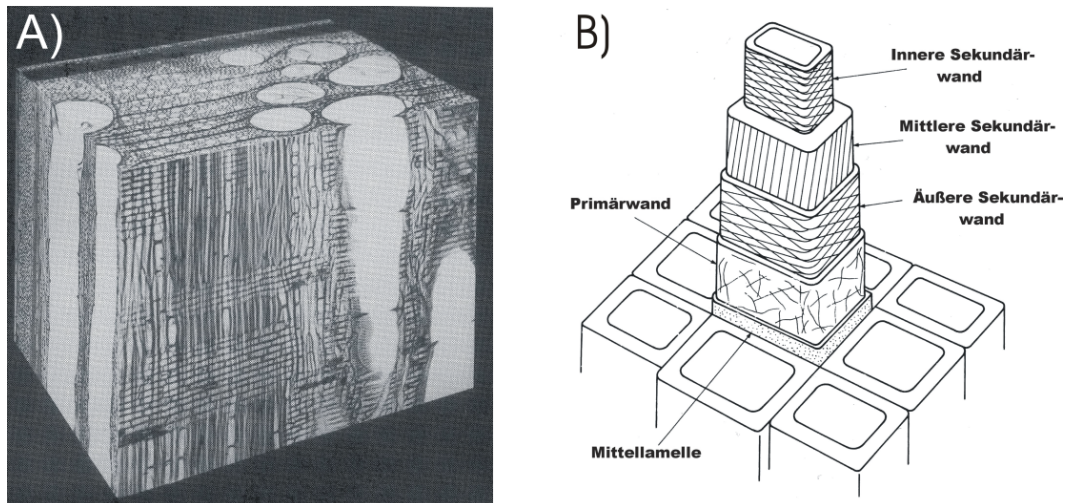 A)
B)
Innere Sekundär-
wand
Mittlere Sekundär-
wand
Primärwand
Äußere Sekundär-
wand
Mittellamelle